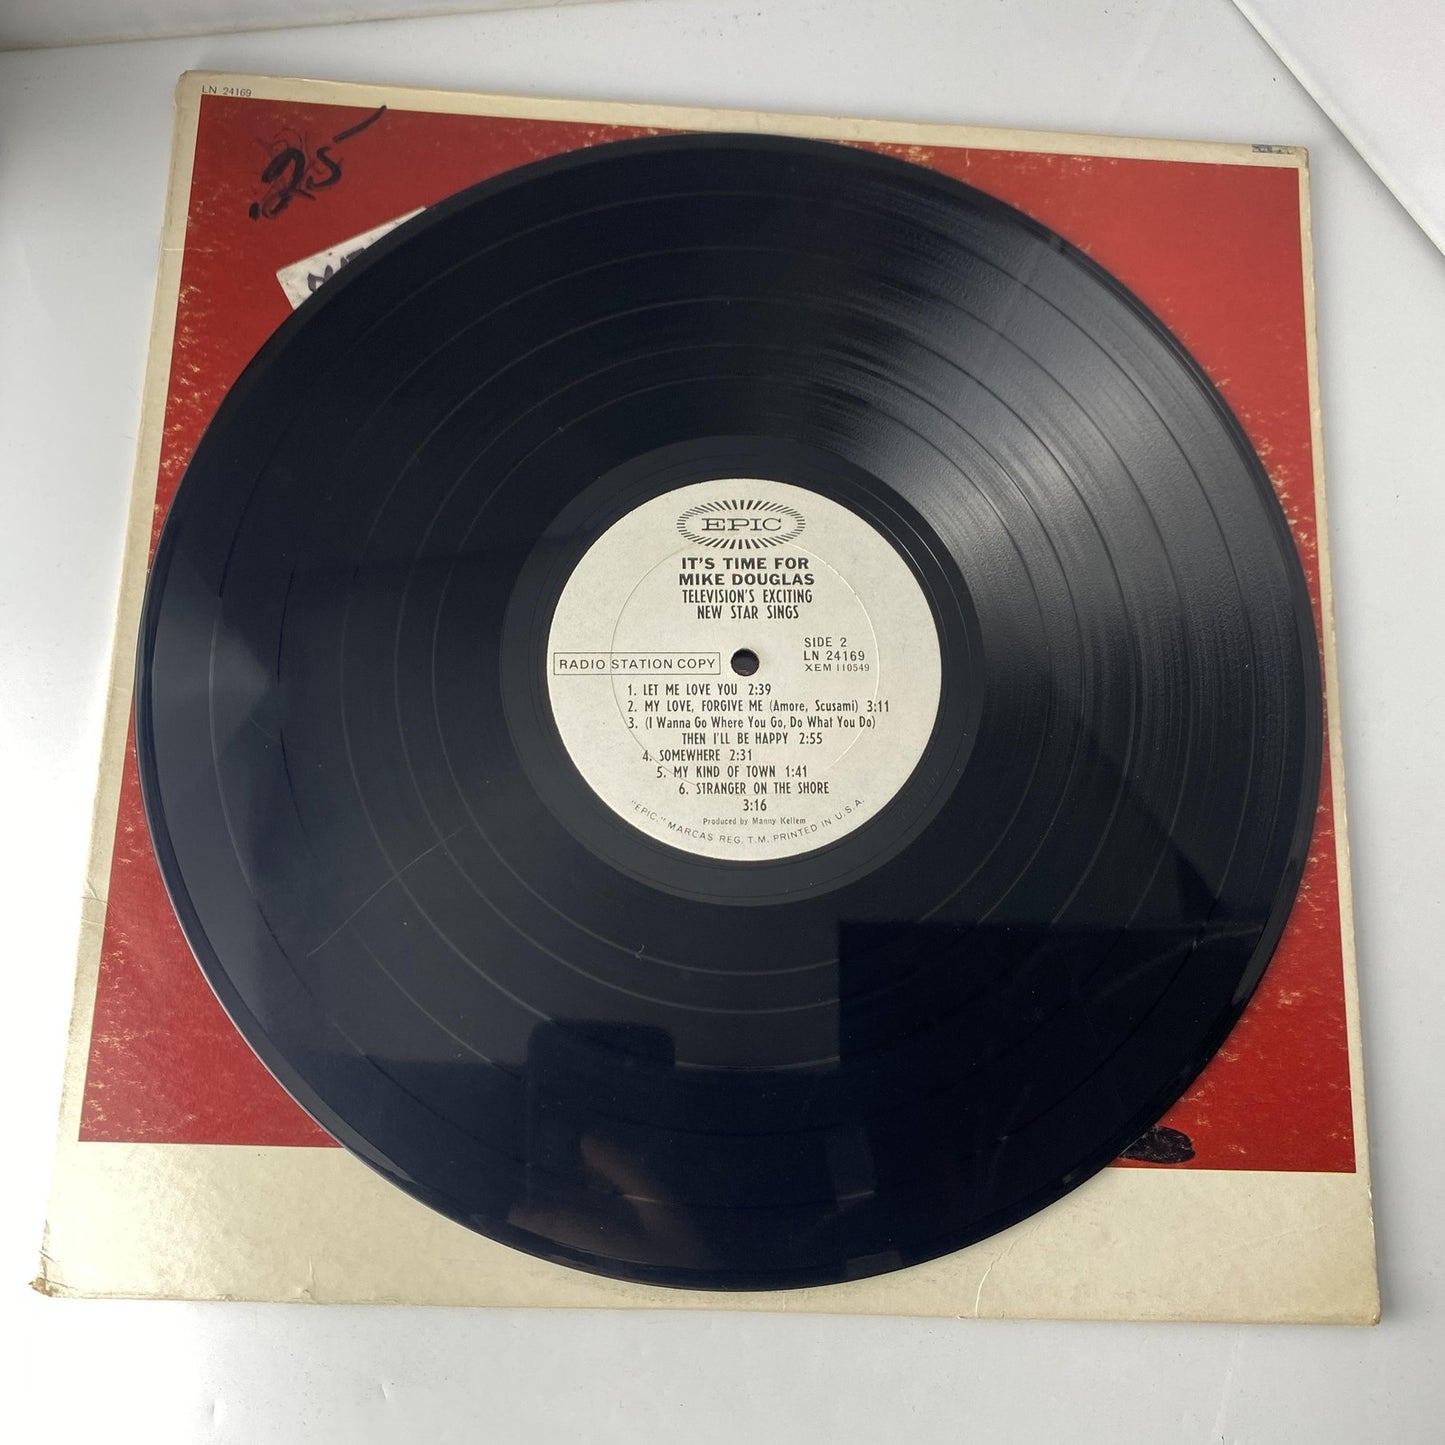 LN 24169
.25
EPIC
IT'S TIME FOR
MIKE DOUGLAS
TELEVISION'S EXCITING
NEW STAR SINGS
SIDE 2
LN 24169
XEM 110549
RADIO STATION COPY
1. LET ME LOVE YOU 2:39
2. MY LOVE, FORGIVE ME (Amore, Scusami) 3:11
3. (I Wanna Go Where You Go, Do What You Do)
THEN I'LL BE HAPPY 2:55
4. SOMEWHERE 2:31
5. MY KIND OF TOWN 1:41
6. STRANGER ON THE SHORE
3:16
Produced by Manny Kellem
"EPIC," MARCAS REG. T.M. PRINTED IN U.S.A.